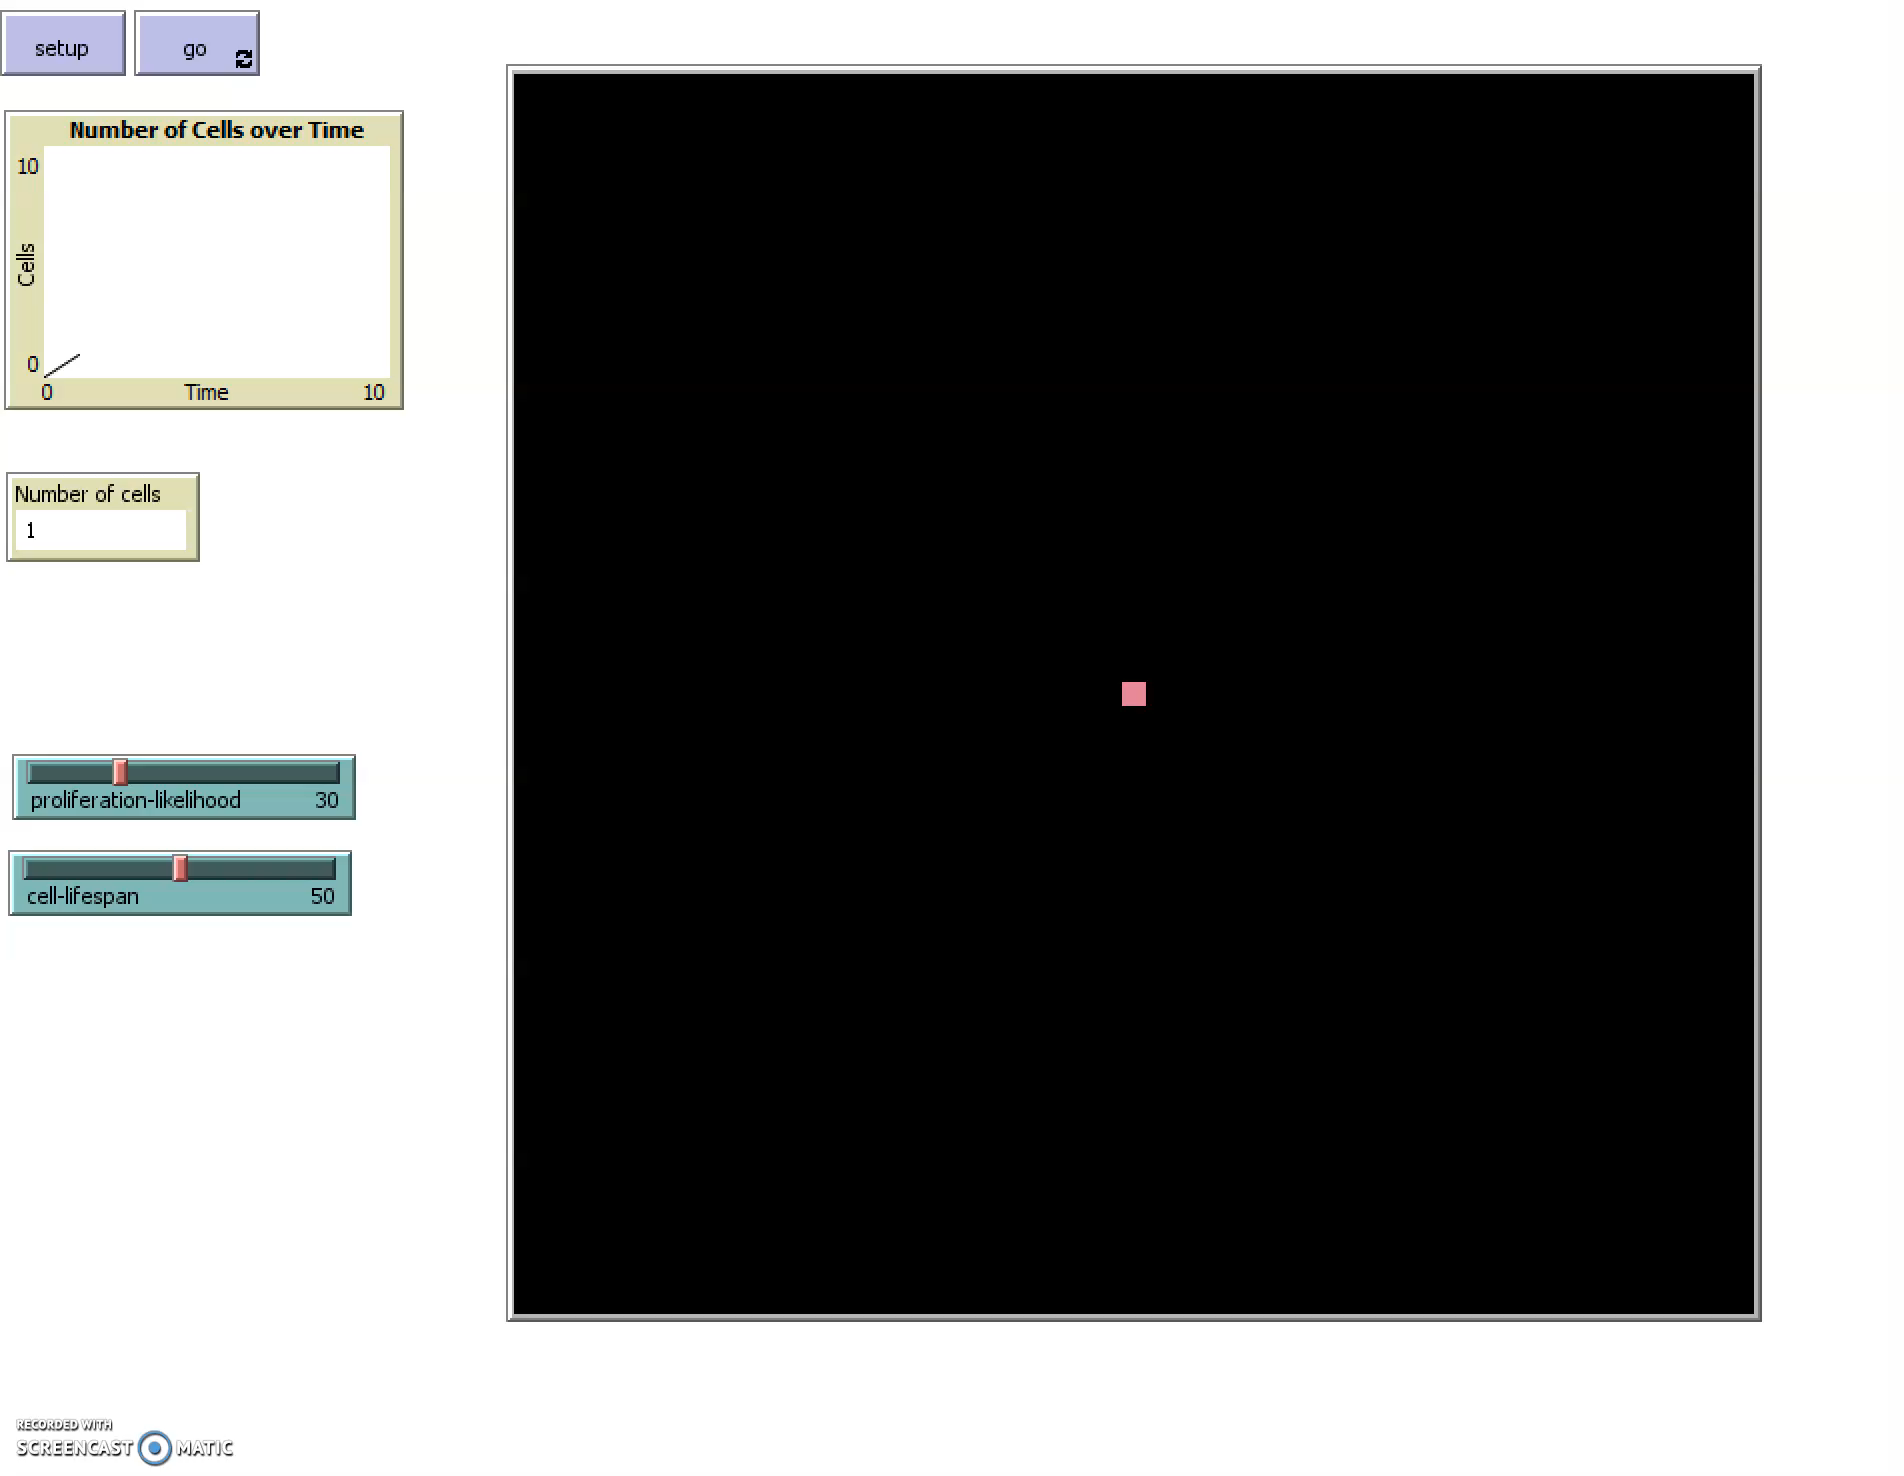 setup
go
Number of Cells over Time
10
Cells
0
0
Time
10
Number of cells
1
proliferation-likelihood 30
cell-lifespan 50
RECORDED WITH
SCREENCAST MATIC